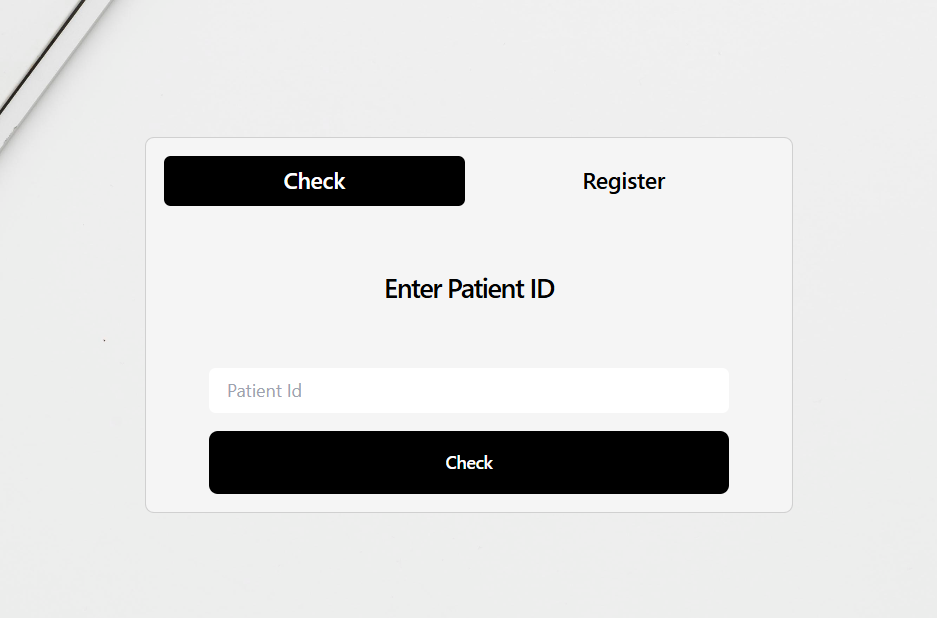 Check
Register
Enter Patient ID
Patient Id
Check